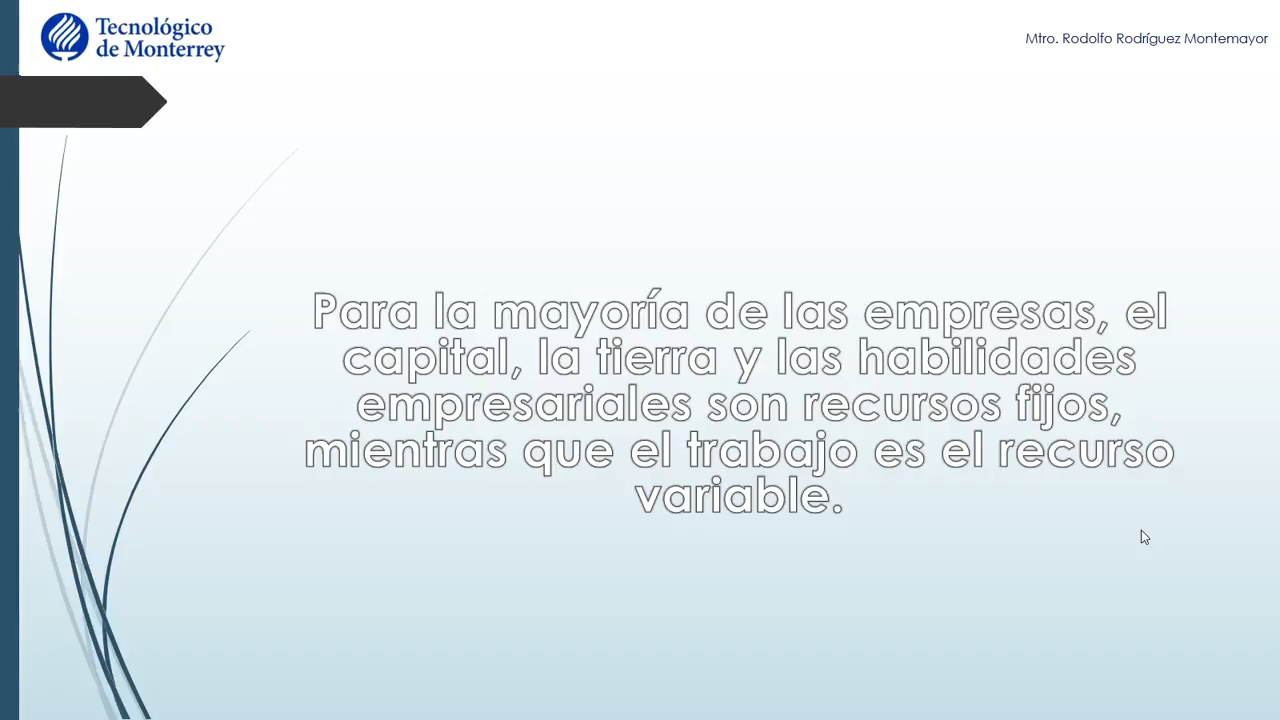 Tecnológico
de Monterrey
Mtro. Rodolfo Rodríguez Montemayor
Para la mayoría de las empresas, el
capital, la tierra y las habilidades
empresariales son recursos fijos,
mientras que el trabajo es el recurso
variable.